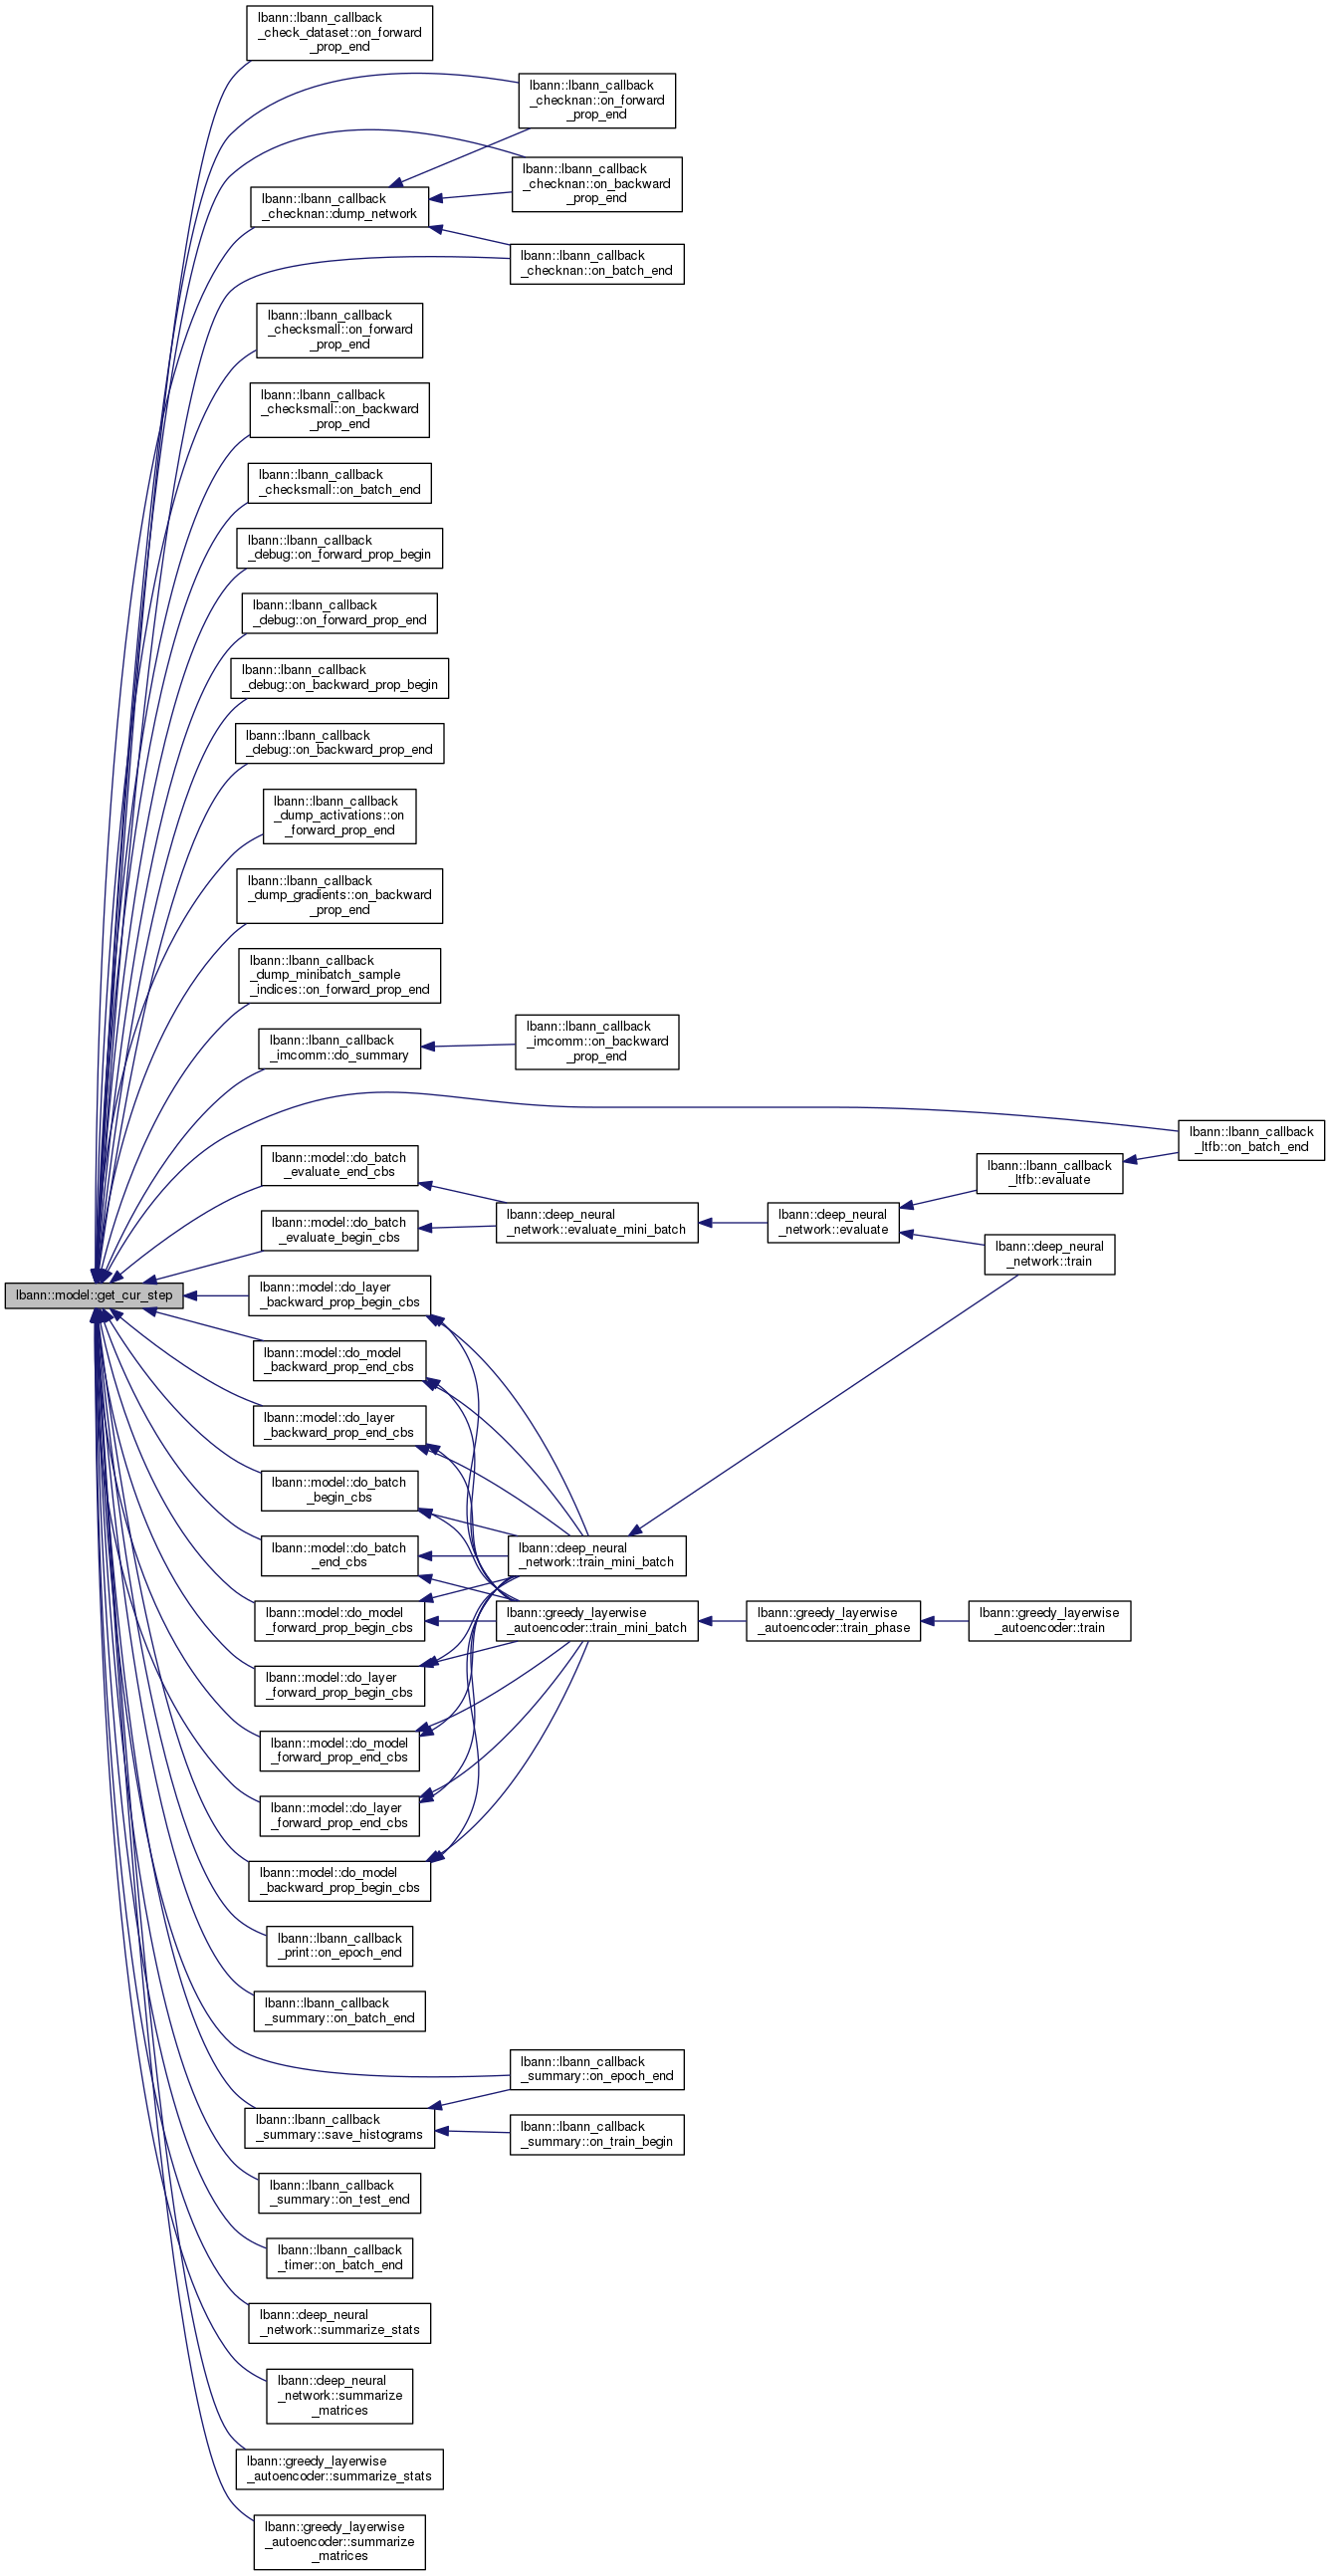 lbann::lbann_callback
_check_dataset::on_forward
_prop_end
lbann::lbann_callback
_checknan::on_forward
_prop_end
lbann::lbann_callback
_checknan::on_backward
_prop_end
lbann::lbann_callback
_checknan::dump_network
lbann::lbann_callback
_checknan::on_batch_end
lbann::lbann_callback
_checksmall::on_forward
_prop_end
lbann::lbann_callback
_checksmall::on_backward
_prop_end
lbann::lbann_callback
_checksmall::on_batch_end
lbann::lbann_callback
_debug::on_forward_prop_begin
lbann::lbann_callback
_debug::on_forward_prop_end
lbann::lbann_callback
_debug::on_backward_prop_begin
lbann::lbann_callback
_debug::on_backward_prop_end
lbann::lbann_callback
_dump_activations::on
_forward_prop_end
lbann::lbann_callback
_dump_gradients::on_backward
_prop_end
lbann::lbann_callback
_dump_minibatch_sample
_indices::on_forward_prop_end
lbann::lbann_callback
_imcomm::do_summary
lbann::lbann_callback
_imcomm::on_backward
_prop_end
lbann::lbann_callback
_ltfb::on_batch_end
lbann::model::do_batch
_evaluate_end_cbs
lbann::lbann_callback
_ltfb::evaluate
lbann::model::do_batch
_evaluate_begin_cbs
lbann::deep_neural
_network::evaluate_mini_batch
lbann::deep_neural
_network::evaluate
lbann::deep_neural
_network::train
lbann::model::get_cur_step
lbann::model::do_layer
_backward_prop_begin_cbs
lbann::model::do_model
_backward_prop_end_cbs
lbann::model::do_layer
_backward_prop_end_cbs
lbann::model::do_batch
_begin_cbs
lbann::model::do_batch
_end_cbs
lbann::deep_neural
_network::train_mini_batch
lbann::model::do_model
_forward_prop_begin_cbs
lbann::greedy_layerwise
_autoencoder::train_mini_batch
lbann::greedy_layerwise
_autoencoder::train_phase
lbann::greedy_layerwise
_autoencoder::train
lbann::model::do_layer
_forward_prop_begin_cbs
lbann::model::do_model
_forward_prop_end_cbs
lbann::model::do_layer
_forward_prop_end_cbs
lbann::model::do_model
_backward_prop_begin_cbs
lbann::lbann_callback
_print::on_epoch_end
lbann::lbann_callback
_summary::on_batch_end
lbann::lbann_callback
_summary::on_epoch_end
lbann::lbann_callback
_summary::save_histograms
lbann::lbann_callback
_summary::on_train_begin
lbann::lbann_callback
_summary::on_test_end
lbann::lbann_callback
_timer::on_batch_end
lbann::deep_neural
_network::summarize_stats
lbann::deep_neural
_network::summarize
_matrices
lbann::greedy_layerwise
_autoencoder::summarize_stats
lbann::greedy_layerwise
_autoencoder::summarize
_matrices